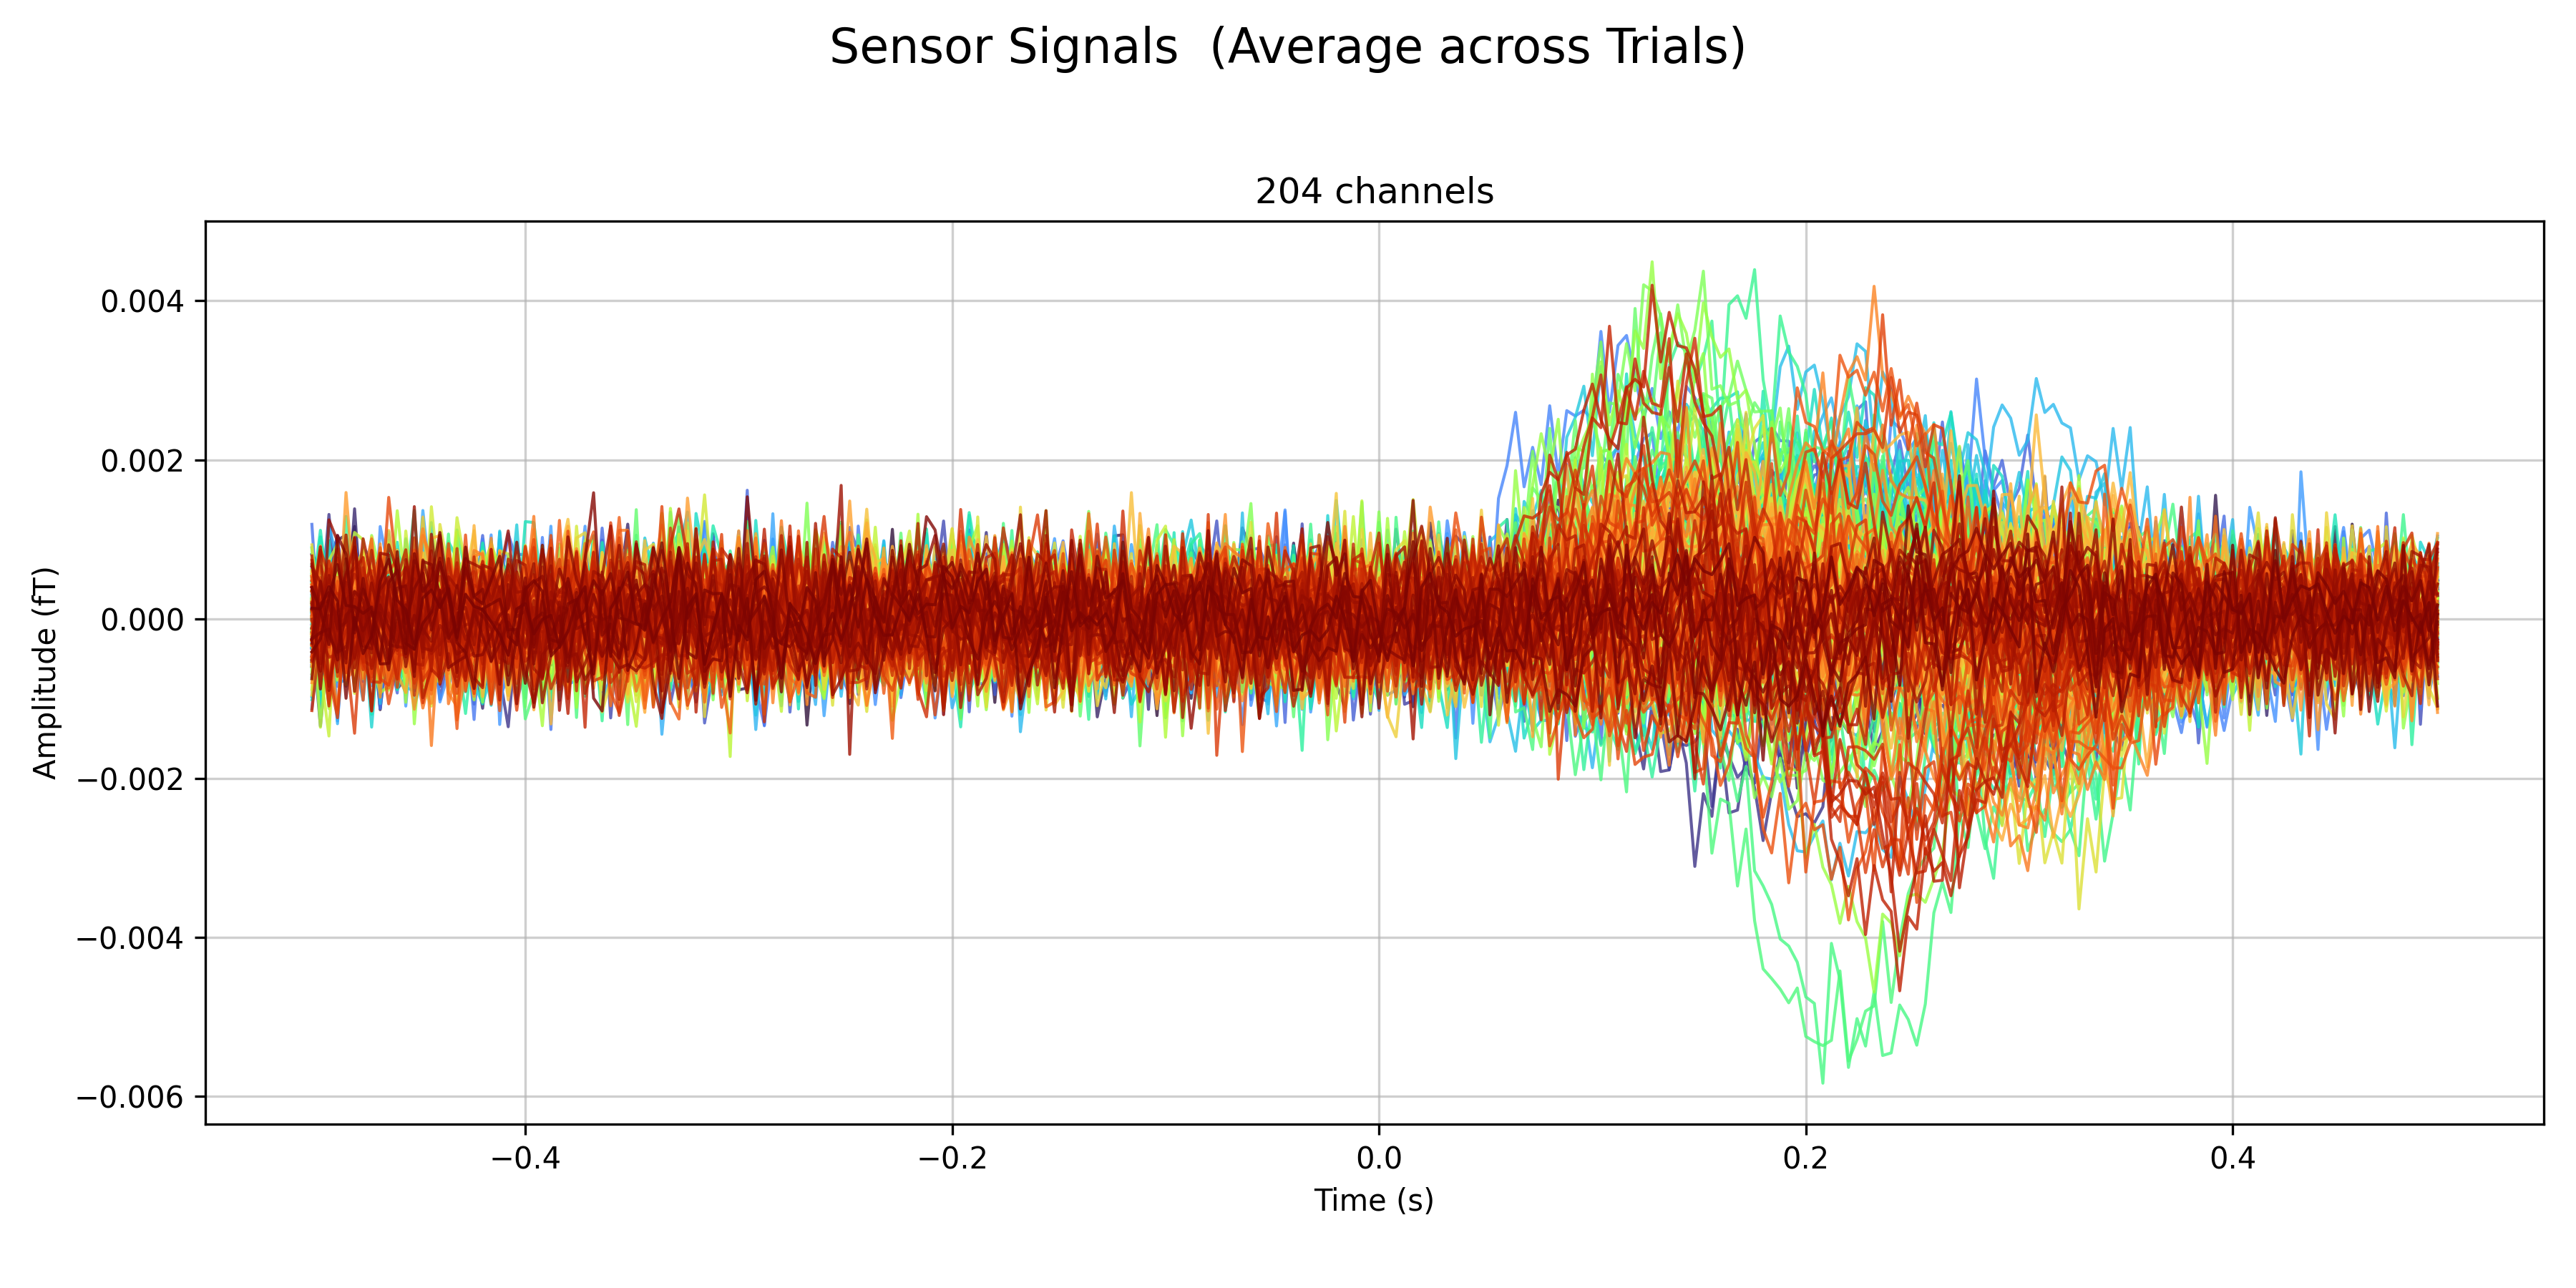 Sensor Signals  (Average across Trials)
204 channels
Amplitude (fT)
0.004
0.002
0.000
−0.002
−0.004
−0.006
−0.4
−0.2
0.0
0.2
0.4
Time (s)